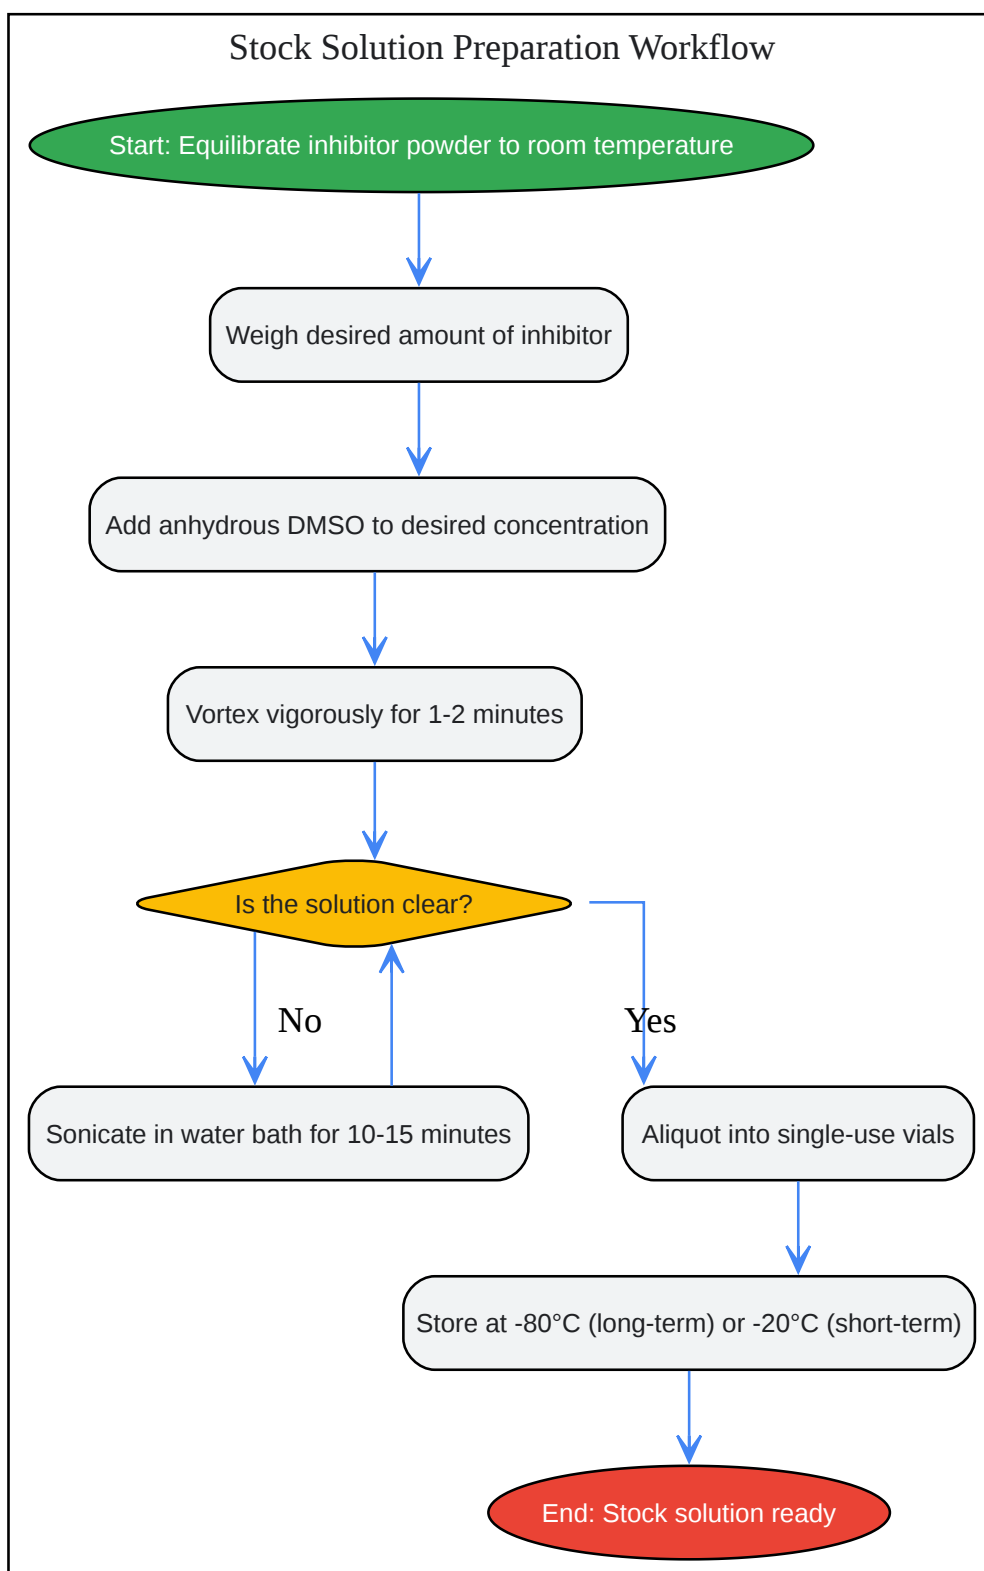 Stock Solution Preparation Workflow
Start: Equilibrate inhibitor powder to room temperature
Weigh desired amount of inhibitor
Add anhydrous DMSO to desired concentration
Vortex vigorously for 1-2 minutes
Is the solution clear?
No
Yes
Sonicate in water bath for 10-15 minutes
Aliquot into single-use vials
Store at -80°C (long-term) or -20°C (short-term)
End: Stock solution ready